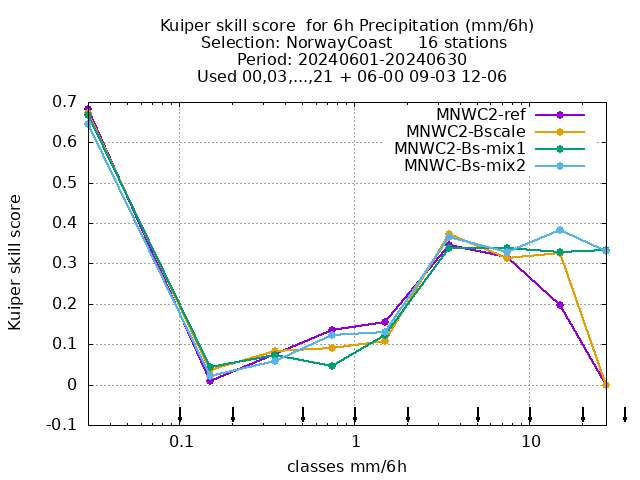 Kuiper skill score  for 6h Precipitation (mm/6h)
Selection: NorwayCoast     16 stations
Period: 20240601-20240630
Used 00,03,...,21 + 06-00 09-03 12-06
MNWC2-ref
MNWC2-Bscale
MNWC2-Bs-mix1
MNWC-Bs-mix2
Kuiper skill score
0.7
0.6
0.5
0.4
0.3
0.2
0.1
0
-0.1
0.1 1 10
classes mm/6h